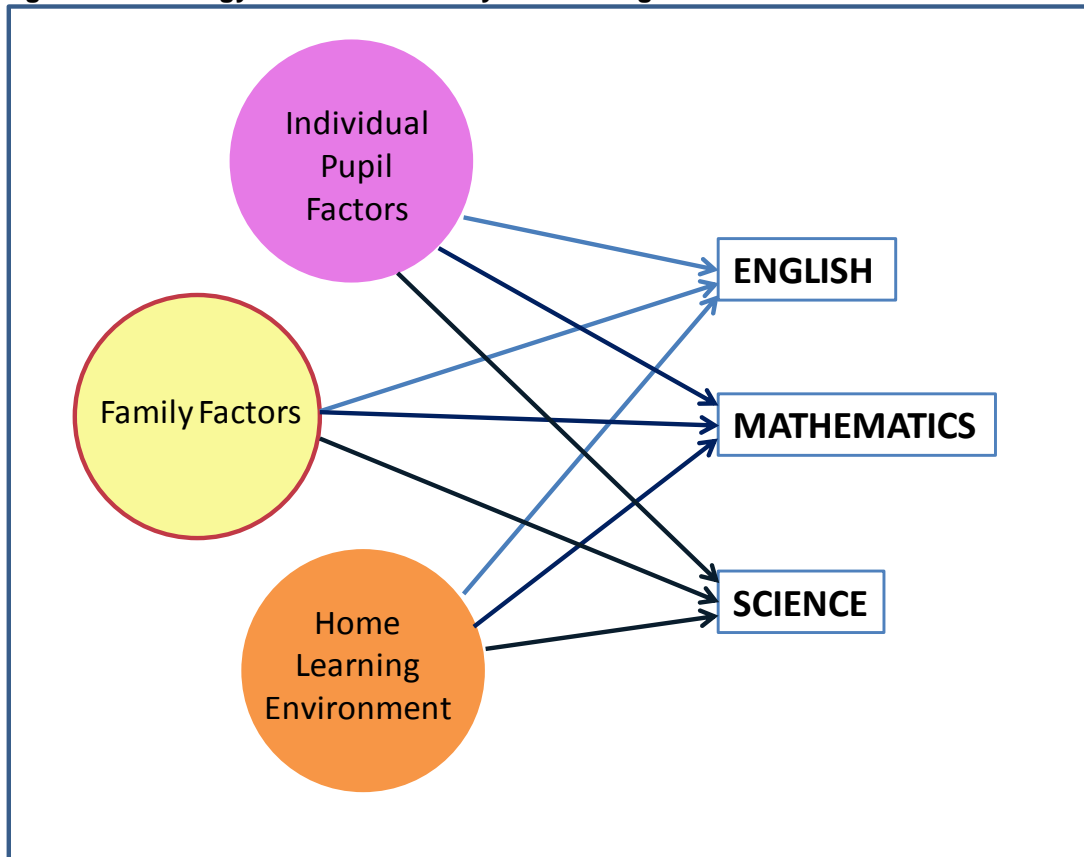 Individual
Pupil
Factors
ENGLISH
Family Factors
MATHEMATICS
SCIENCE
Home
Learning
Environment